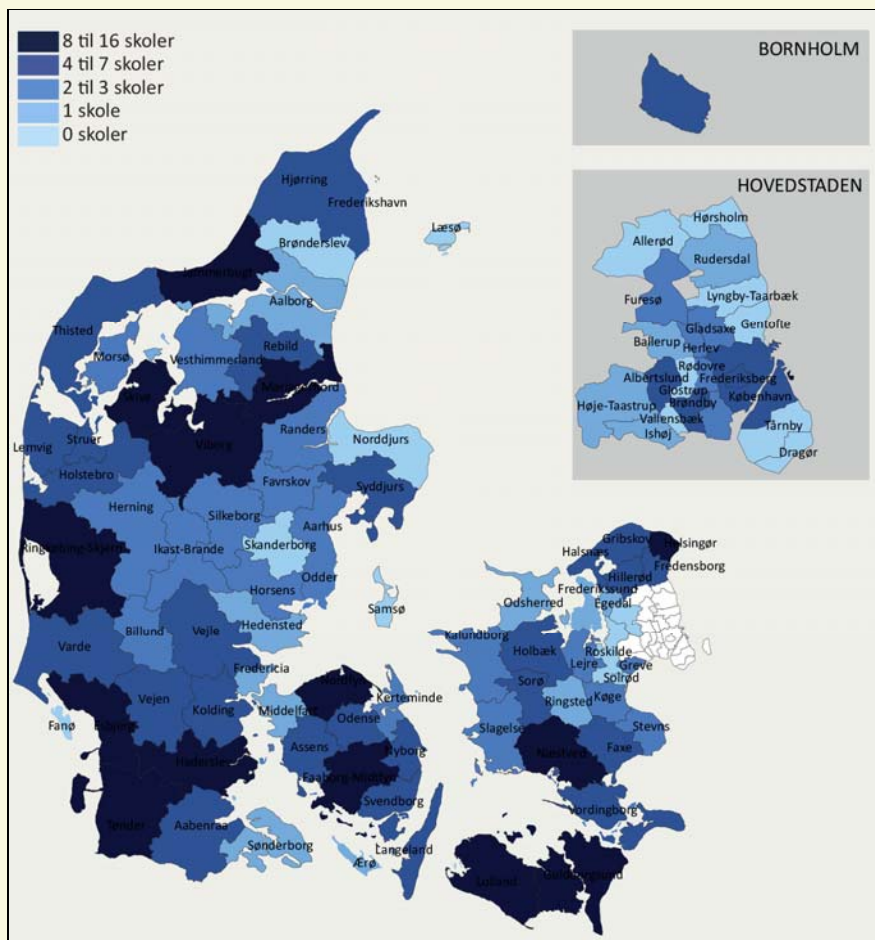 8 til 16 skoler
4 til 7 skoler
2 til 3 skoler
1 skole
0 skoler
BORNHOLM
HOVEDSTADEN
Hørsholm
Allerød
Rudersdal
Furesø
Lyngby-Taarbæk
Gentofte
Gladsaxe
Ballerup
Herlev
Rødovre
Albertslund
Frederiksberg
Glostrup
København
Høje-Taastrup
Brøndby
Vallensbæk
Ishøj
Tårnby
Dragør
Hjørring
Frederikshavn
Læsø
Brønderslev
Jammerbugt
Aalborg
Thisted
Rebild
Morsø
Vesthimmerland
Mariagerfjord
Skive
Randers
Struer
Viborg
Norddjurs
Lemvig
Holstebro
Favrskov
Syddjurs
Herning
Silkeborg
Aarhus
Ringkøbing-Skjern
Ikast-Brande
Skanderborg
Odder
Horsens
Samsø
Hedensted
Billund
Vejle
Varde
Fredericia
Vejen
Kolding
Middelfart
Nordfyn
Kerteminde
Fanø
Esbjerg
Odense
Assens
Nyborg
Haderslev
Faaborg-Midtfyn
Svendborg
Tønder
Aabenraa
Sønderborg
Ærø
Langeland
Gribskov
Helsingør
Halsnæs
Fredensborg
Hillerød
Frederikssund
Odsherred
Egedal
Kalundborg
Holbæk
Roskilde
Lejre
Greve
Solrød
Sorø
Ringsted
Køge
Slagelse
Stevns
Næstved
Faxe
Vordingborg
Lolland
Guldborgsund